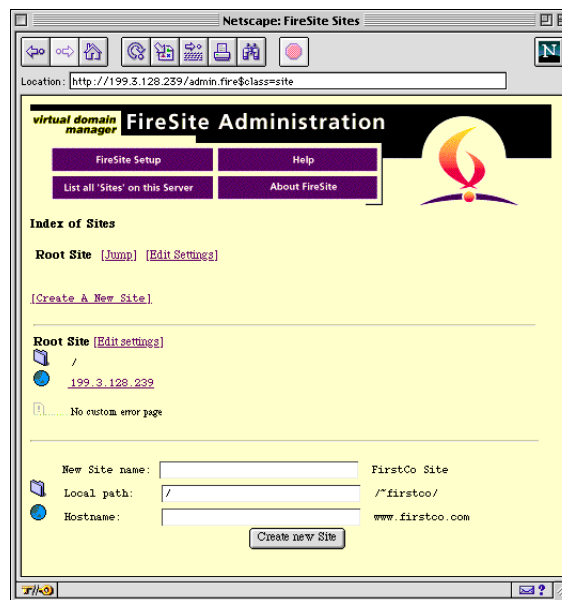 Netscape: FireSite Sites
N
Location: http://199.3.128.239/admin.fire$class=site
virtual domain manager FireSite Administration
FireSite Setup Help
List all 'Sites' on this Server About FireSite
Index of Sites
Root Site [Jump] [Edit Settings]
[Create A New Site]
Root Site [Edit settings]
/
199.3.128.239
No custom error page
New Site name: FirstCo Site
Local path: / /~firstco/
Hostname: www.firstco.com
Create new Site
?